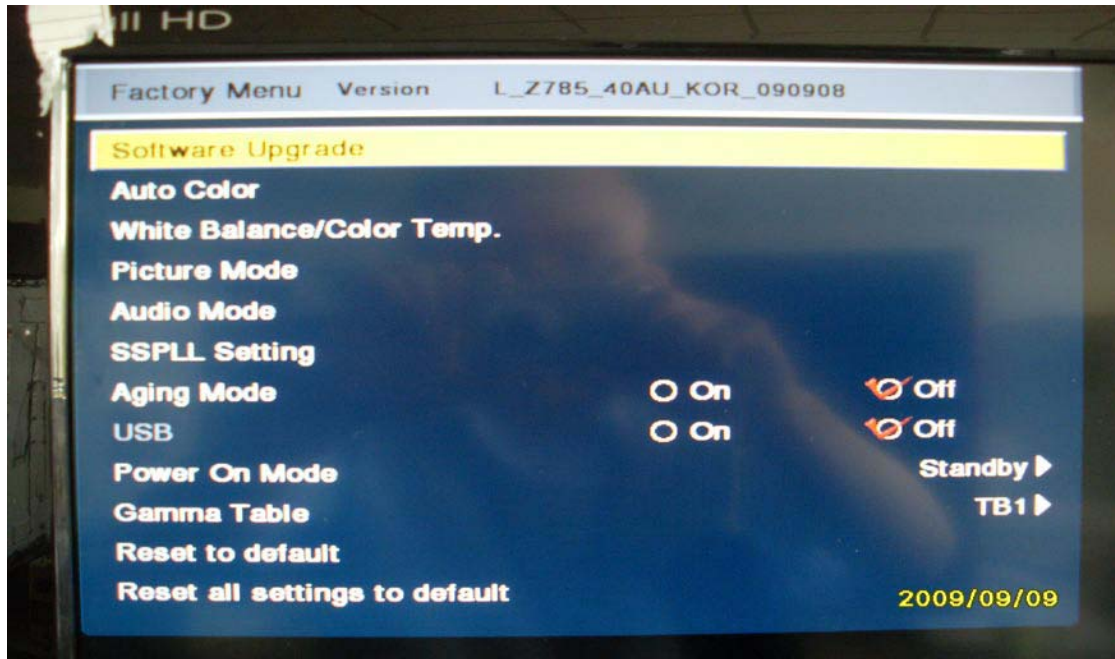 ull HD
Factory Menu Version L_Z785_40AU_KOR_090908
Software Upgrade
Auto Color
White Balance/Color Temp.
Picture Mode
Audio Mode
SSPLL Setting
Aging Mode On Off
USB On Off
Power On Mode Standby
Gamma Table TB1
Reset to default
Reset all settings to default
2009/09/09